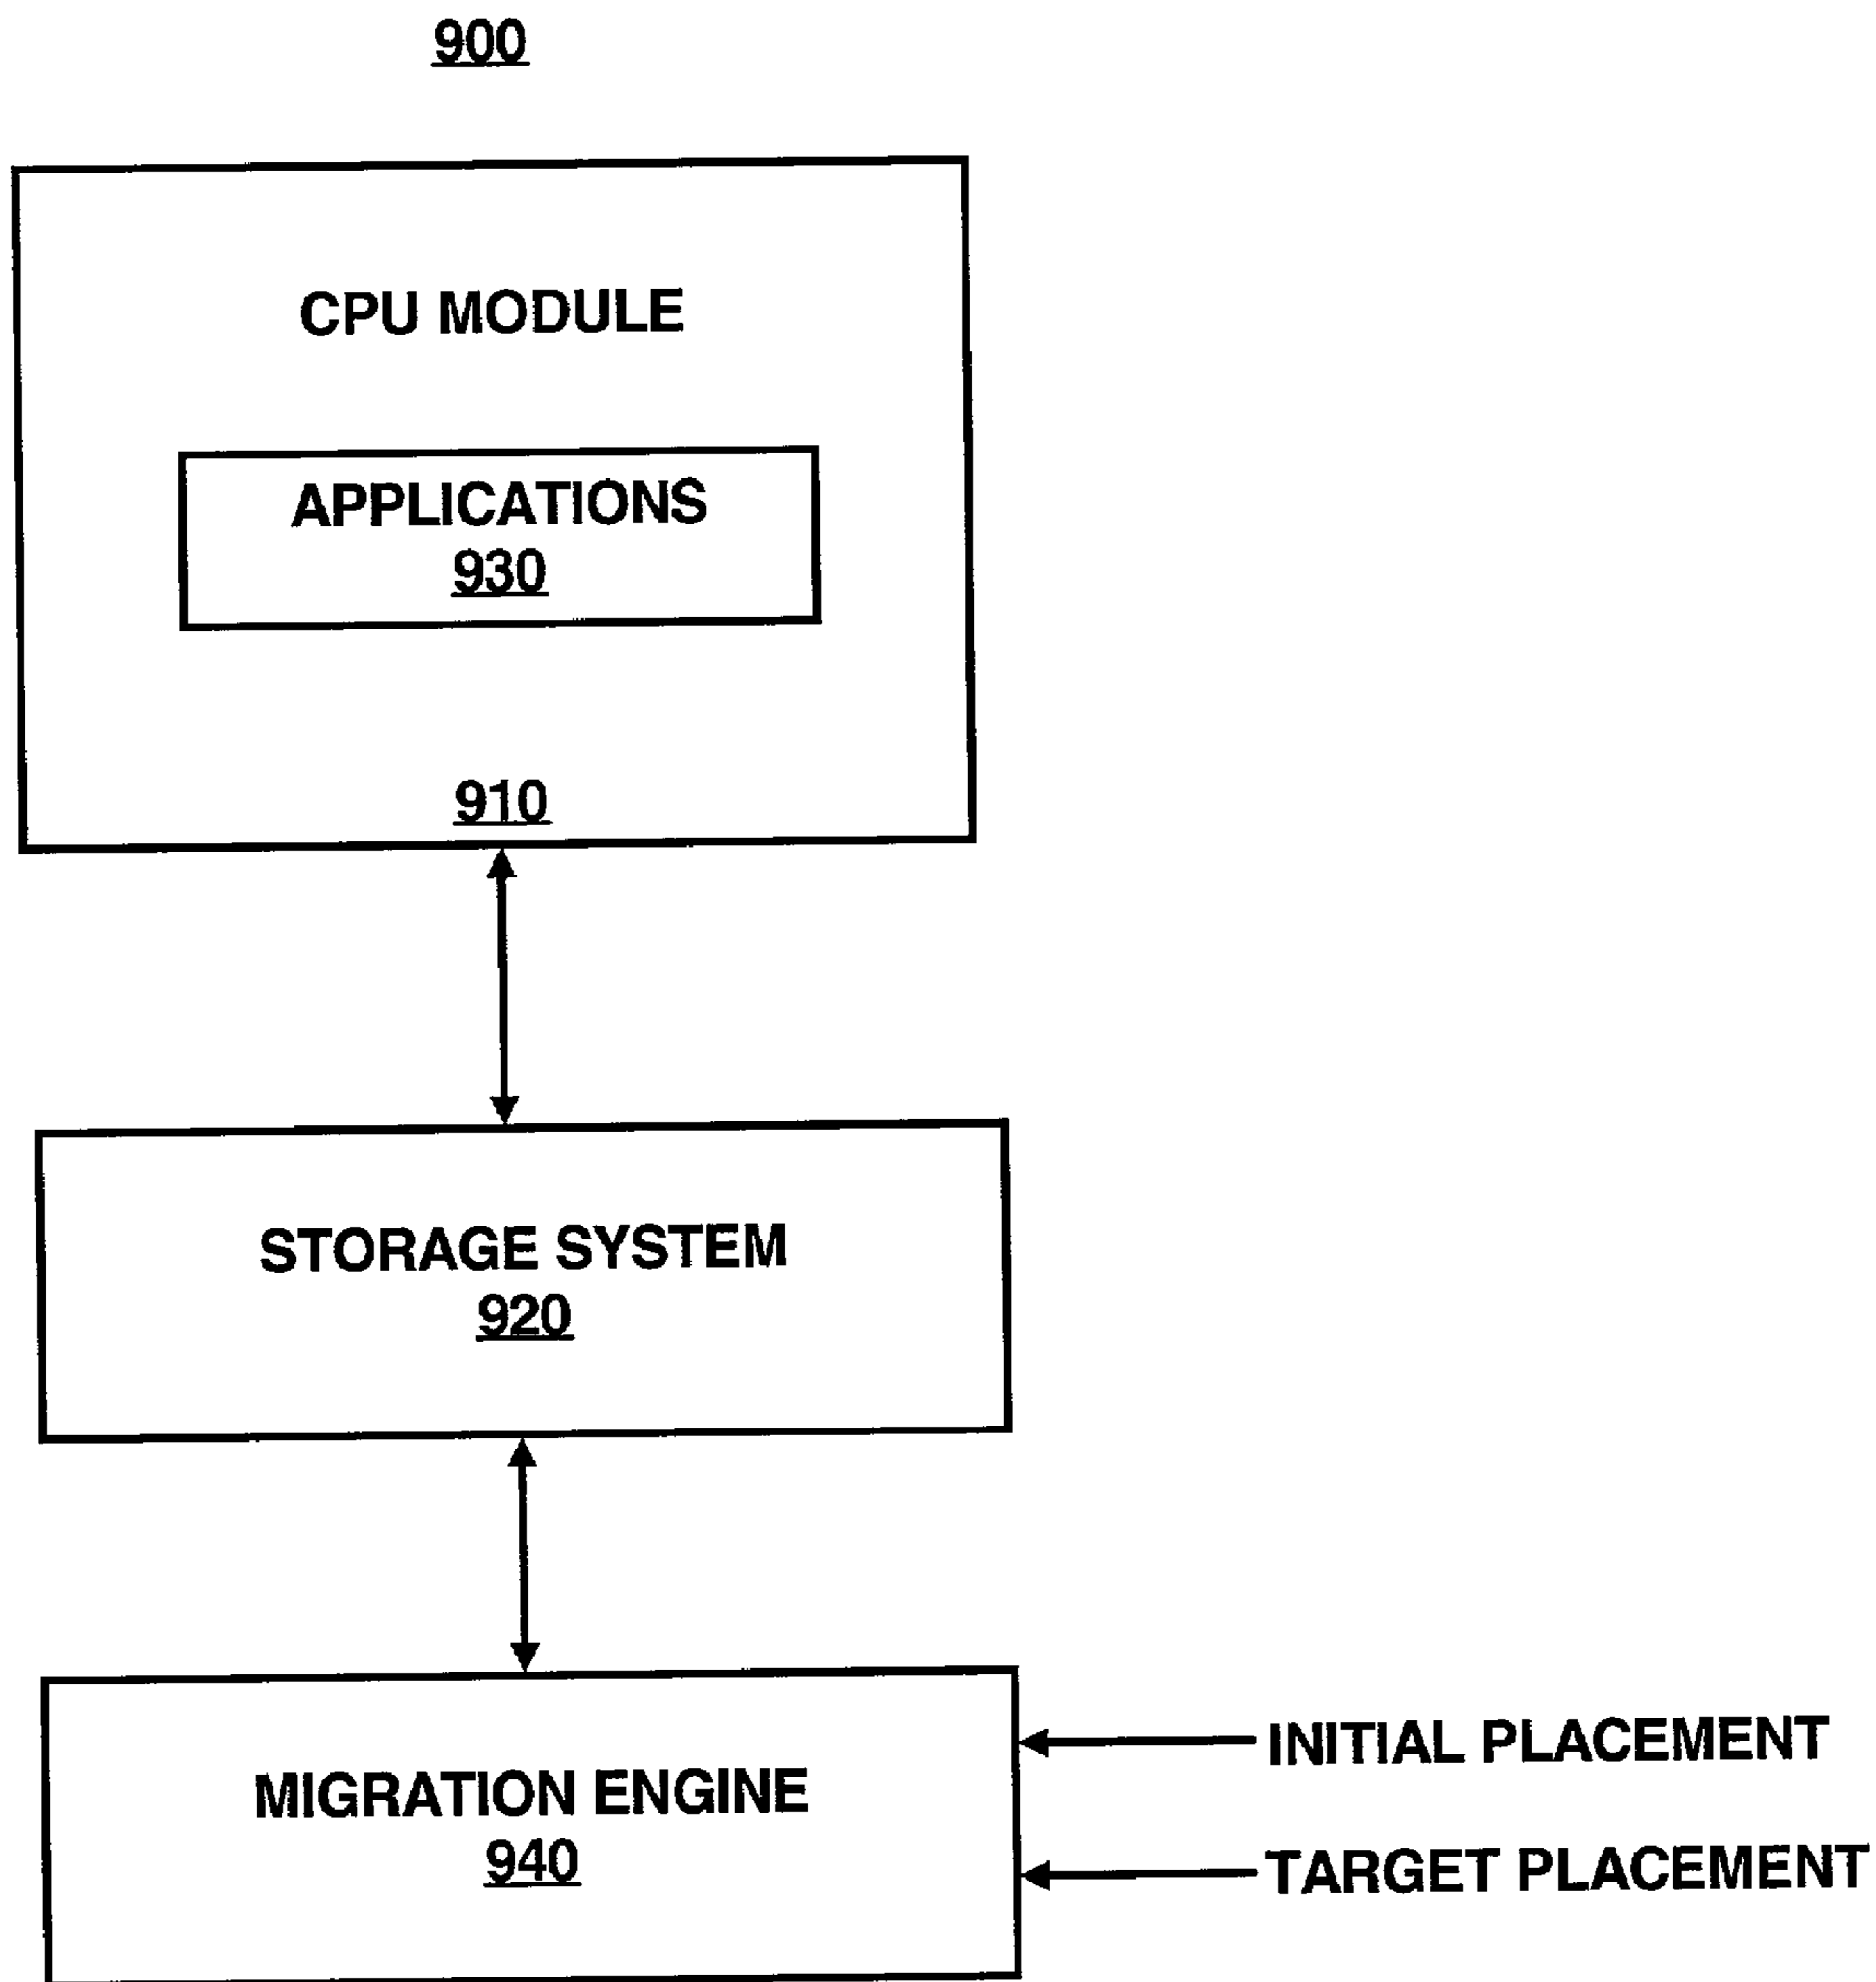 900
CPU MODULE
APPLICATIONS
930
910
STORAGE SYSTEM
920
MIGRATION ENGINE
940
INITIAL PLACEMENT
TARGET PLACEMENT